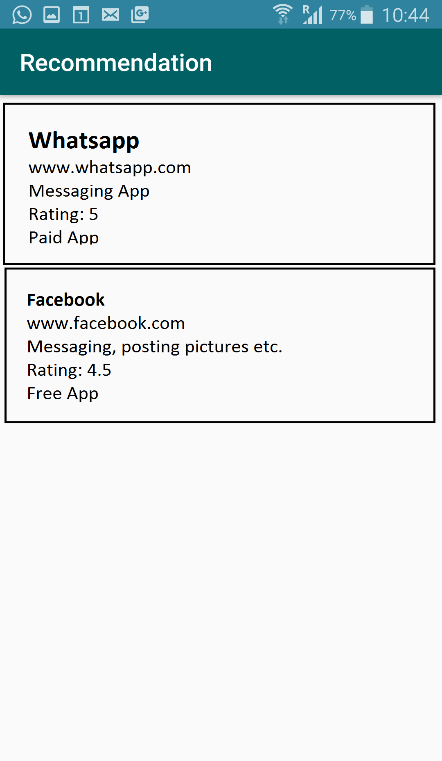 1
G+
R
77%
10:44
Recommendation
Whatsapp
www.whatsapp.com
Messaging App
Rating: 5
Paid App
Facebook
www.facebook.com
Messaging, posting pictures etc.
Rating: 4.5
Free App